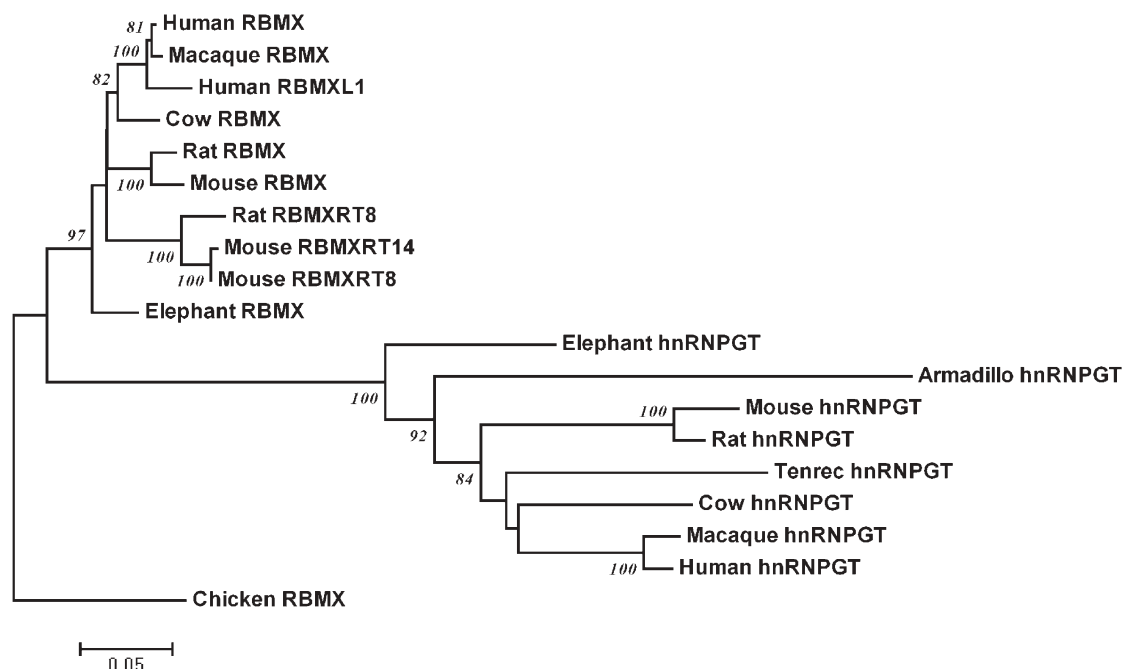 81
Human RBMX
100
Macaque RBMX
82
Human RBMXL1
Cow RBMX
Rat RBMX
100
Mouse RBMX
Rat RBMXRT8
97
100
Mouse RBMXRT14
100
Mouse RBMXRT8
Elephant RBMX
Elephant hnRNPGT
100
Armadillo hnRNPGT
100
Mouse hnRNPGT
92
Rat hnRNPGT
84
Tenrec hnRNPGT
Cow hnRNPGT
Macaque hnRNPGT
100
Human hnRNPGT
Chicken RBMX
0.05